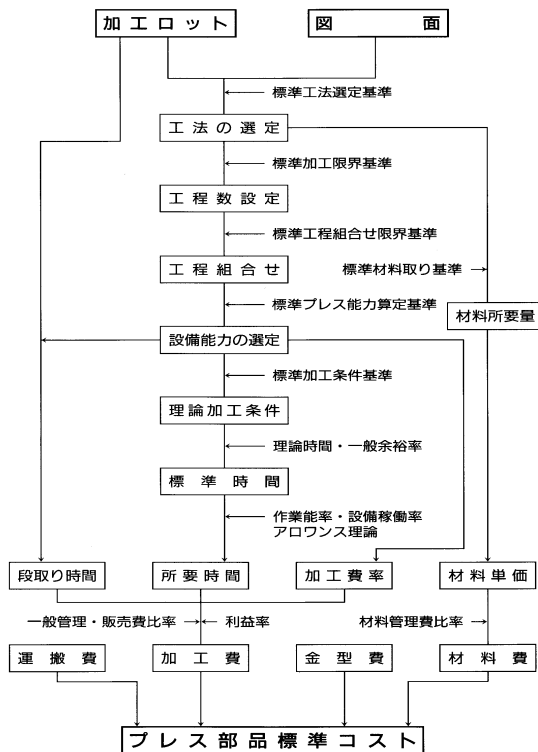 加工ロット
図面
標準工法選定基準
工法の選定
標準加工限界基準
工程数設定
標準工程組合せ限界基準
工程組合せ
標準材料取り基準
標準プレス能力算定基準
材料所要量
設備能力の選定
標準加工条件基準
理論加工条件
理論時間・一般余裕率
標準時間
作業能率・設備稼働率
アロワンス理論
段取り時間
所要時間
加工費率
材料単価
一般管理・販売費比率
利益率
材料管理費比率
運搬費
加工費
金型費
材料費
プレス部品標準コスト